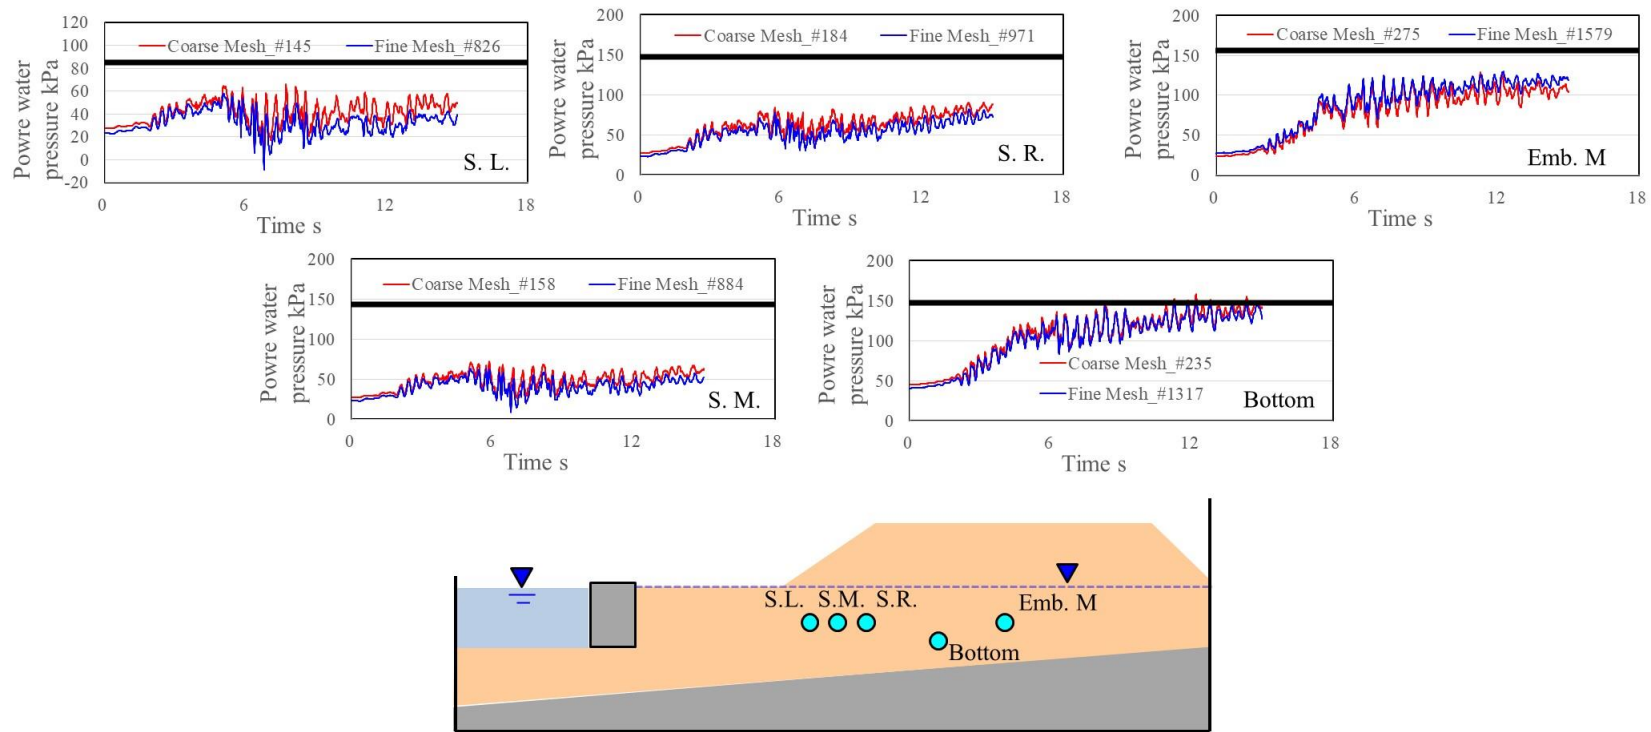 120
100
80
60
40
20
0
-20
Powre water
pressure kPa
Coarse Mesh_#145
Fine Mesh_#826
S. L.
0
6
12
18
Time s
200
150
100
50
0
Powre water
pressure kPa
Coarse Mesh_#184
Fine Mesh_#971
S. R.
0
6
12
18
Time s
200
150
100
50
0
Powre water
pressure kPa
Coarse Mesh_#275
Fine Mesh_#1579
Emb. M
0
6
12
18
Time s
200
150
100
50
0
Powre water
pressure kPa
Coarse Mesh_#158
Fine Mesh_#884
S. M.
0
6
12
18
Time s
200
150
100
50
0
Powre water
pressure kPa
Coarse Mesh_#235
Fine Mesh_#1317
Bottom
0
6
12
18
Time s
S.L. S.M. S.R.
Emb. M
Bottom